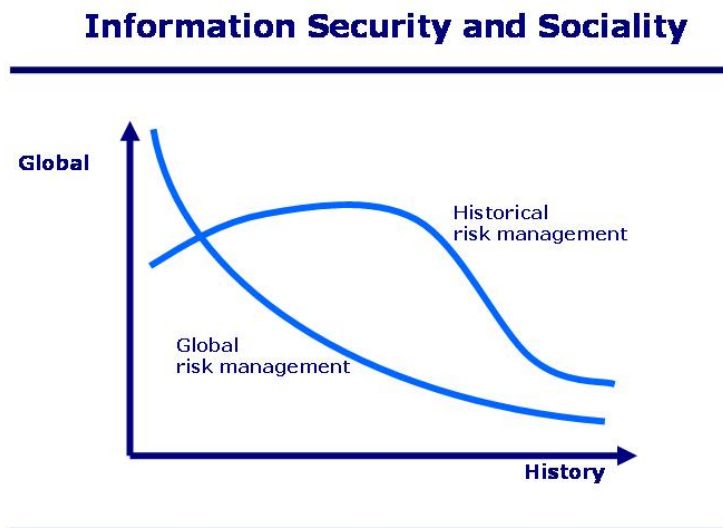 Information Security and Sociality
Global
Historical
risk management
Global
risk management
History